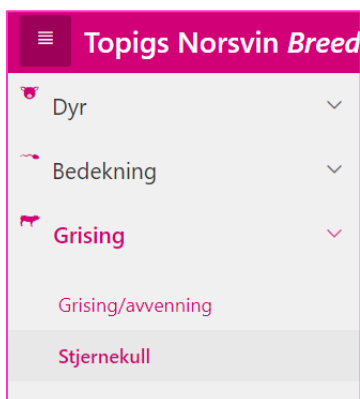 Topigs Norsvin Breed
Dyr
Bedekning
Grising
Grising/avvenning
Stjernekull